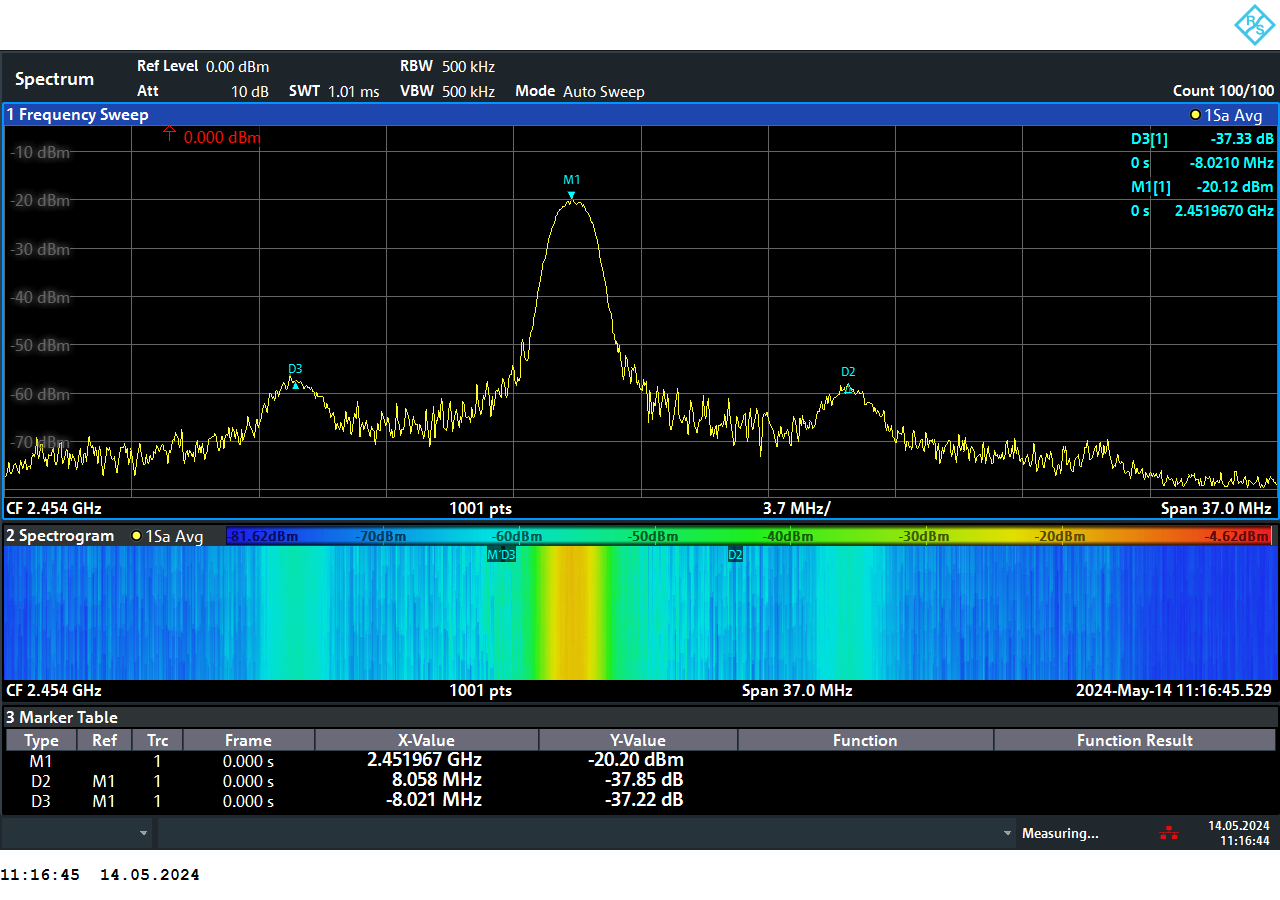 R S
Spectrum Ref Level 0.00 dBm RBW 500 kHz
Att 10 dB SWT 1.01 ms VBW 500 kHz Mode Auto Sweep Count 100/100
1 Frequency Sweep 1Sa Avg
0.000 dBm
D3[1] -37.33 dB
0 s -8.0210 MHz
M1[1] -20.12 dBm
0 s 2.4519670 GHz
-10 dBm
M1
-20 dBm
-30 dBm
-40 dBm
-50 dBm
D3
D2
-60 dBm
-70 dBm
CF 2.454 GHz 1001 pts 3.7 MHz/ Span 37.0 MHz
2 Spectrogram 1Sa Avg -81.62dBm -70dBm -60dBm -50dBm -40dBm -30dBm -20dBm -4.62dBm
M D3 D2
CF 2.454 GHz 1001 pts Span 37.0 MHz 2024-May-14 11:16:45.529
3 Marker Table
Type Ref Trc Frame X-Value Y-Value Function Function Result
M1 1 0.000 s 2.451967 GHz -20.20 dBm
D2 M1 1 0.000 s 8.058 MHz -37.85 dB
D3 M1 1 0.000 s -8.021 MHz -37.22 dB
Measuring... 14.05.2024
11:16:44
11:16:45 14.05.2024